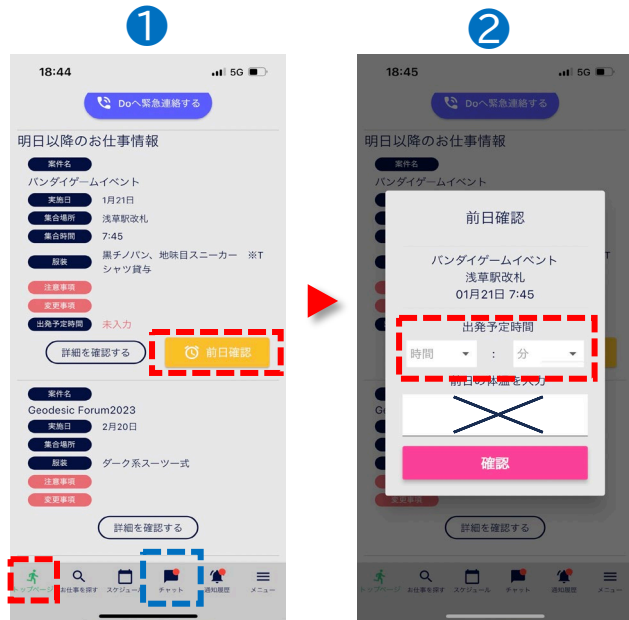 1
18:44
5G
Doへ緊急連絡する
明日以降のお仕事情報
案件名
バンダイゲームイベント
実施日 1月21日
集合場所 浅草駅改札
集合時間 7:45
服装 黒チノパン、地味目スニーカー ※T
シャツ貸与
注意事項
変更事項
出発予定時間 未入力
詳細を確認する 前日確認
案件名
Geodesic Forum2023
実施日 2月20日
集合場所
服装 ダーク系スーツ一式
注意事項
変更事項
詳細を確認する
トップページ お仕事を探す スケジュール チャット 通知履歴 メニュー
2
18:45
5G
Doへ緊急連絡する
明日以降のお仕事情報
案件名
バンダイゲームイベント
T
前日確認
バンダイゲームイベント
浅草駅改札
01月21日 7:45
出発予定時間
時間 : 分
前日の体温を入力
確認
Ge
変更事項
詳細を確認する
トップページ お仕事を探す スケジュール チャット 通知履歴 メニュー